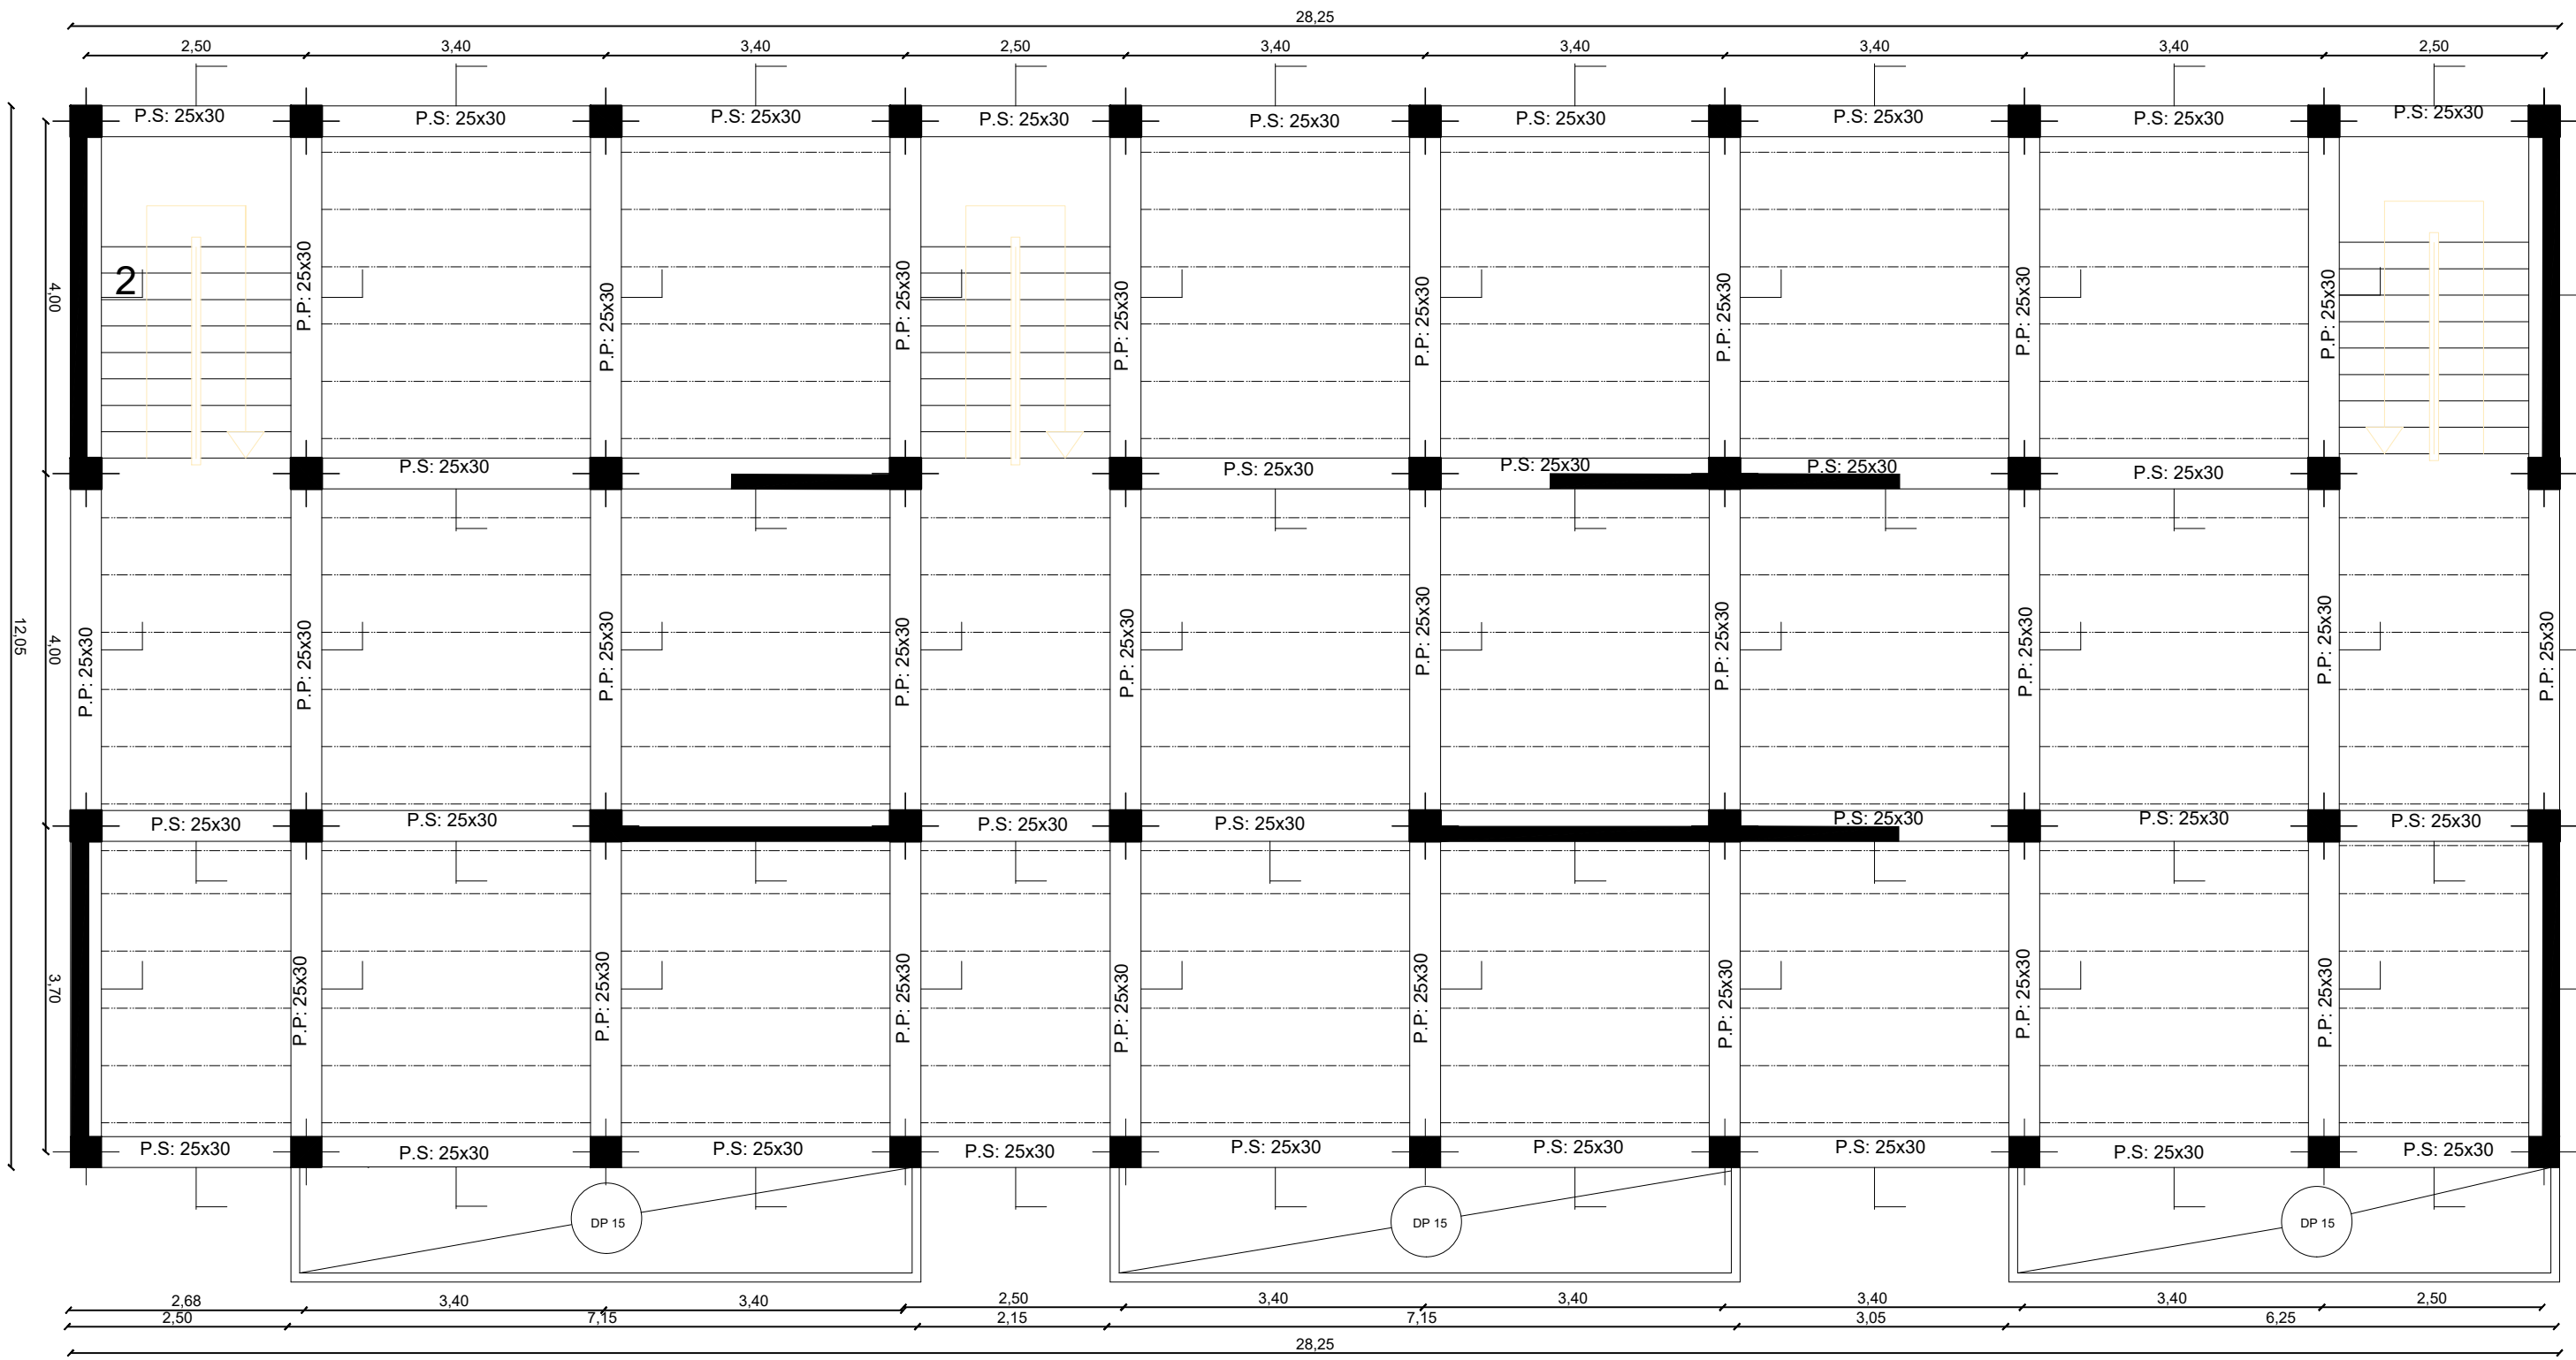 28,25
2,50 3,40 3,40 2,50 3,40 3,40 3,40 3,40 2,50
P.S: 25x30 P.S: 25x30 P.S: 25x30 P.S: 25x30 P.S: 25x30 P.S: 25x30 P.S: 25x30 P.S: 25x30 P.S: 25x30
4,00
2
P.P: 25x30 P.P: 25x30 P.P: 25x30 P.P: 25x30 P.P: 25x30 P.P: 25x30 P.P: 25x30 P.P: 25x30
P.S: 25x30 P.S: 25x30 P.S: 25x30 P.S: 25x30 P.S: 25x30
12,05
4,00
P.P: 25x30 P.P: 25x30 P.P: 25x30 P.P: 25x30 P.P: 25x30 P.P: 25x30 P.P: 25x30 P.P: 25x30 P.P: 25x30 P.P: 25x30
P.S: 25x30 P.S: 25x30 P.S: 25x30 P.S: 25x30 P.S: 25x30 P.S: 25x30 P.S: 25x30
3,70
P.P: 25x30 P.P: 25x30 P.P: 25x30 P.P: 25x30 P.P: 25x30 P.P: 25x30 P.P: 25x30 P.P: 25x30
P.S: 25x30 P.S: 25x30 P.S: 25x30 P.S: 25x30 P.S: 25x30 P.S: 25x30 P.S: 25x30 P.S: 25x30 P.S: 25x30
DP 15 DP 15 DP 15
2,68 3,40 3,40 2,50 3,40 3,40 3,40 3,40 2,50
2,50 7,15 2,15 7,15 3,05 6,25
28,25